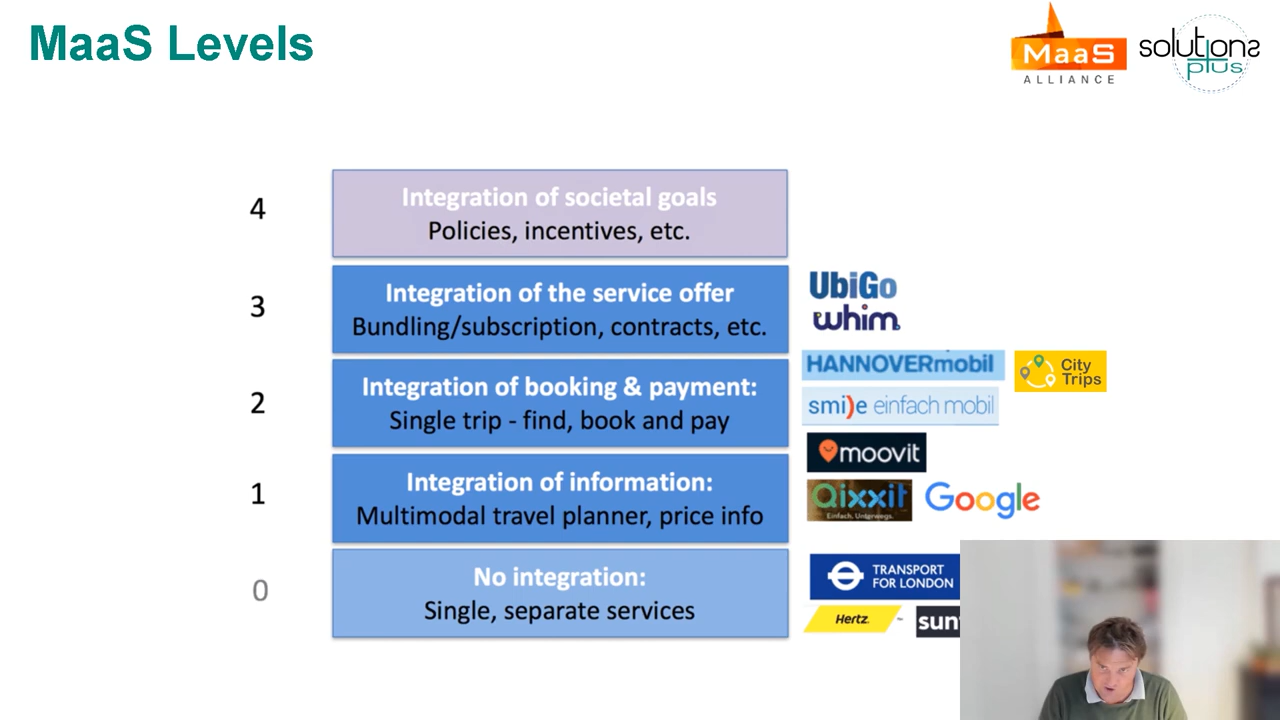 MaaS Levels
MaaS
ALLIANCE
solutions
plus
4
Integration of societal goals
Policies, incentives, etc.
3
Integration of the service offer
Bundling/subscription, contracts, etc.
UbiGo
whim
2
Integration of booking & payment:
Single trip - find, book and pay
HANNOVERmobil
City
Trips
smi)e einfach mobil
1
Integration of information:
Multimodal travel planner, price info
moovit
Qixxit
Einfach. Unterwegs.
Google
0
No integration:
Single, separate services
TRANSPORT
FOR LONDON
Hertz